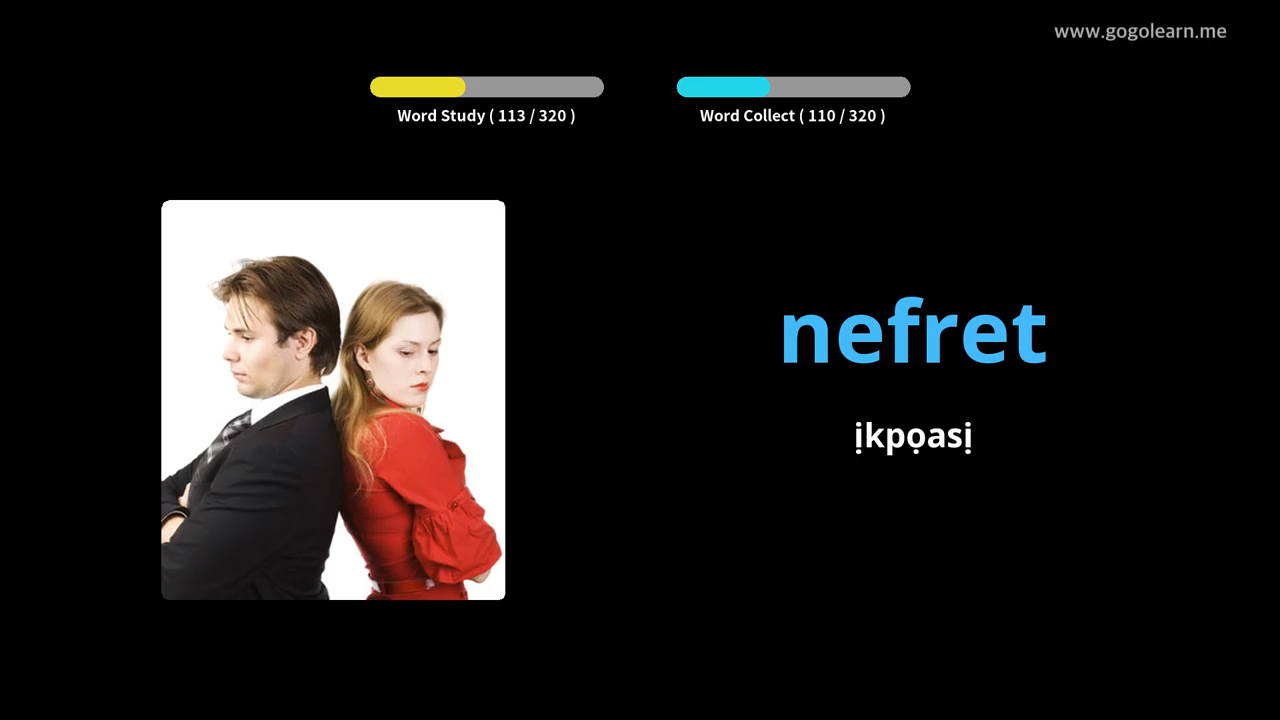 www.gogolearn.me
Word Study ( 113 / 320 )
Word Collect ( 110 / 320 )
nefret
ịkpọasị